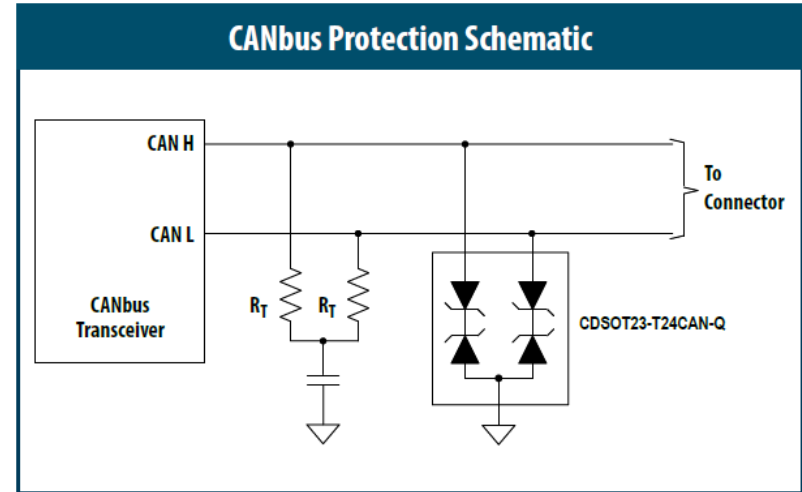 CANbus Protection Schematic
CAN H
To
Connector
CAN L
RT
RT
CANbus
Transceiver
CDSOT23-T24CAN-Q